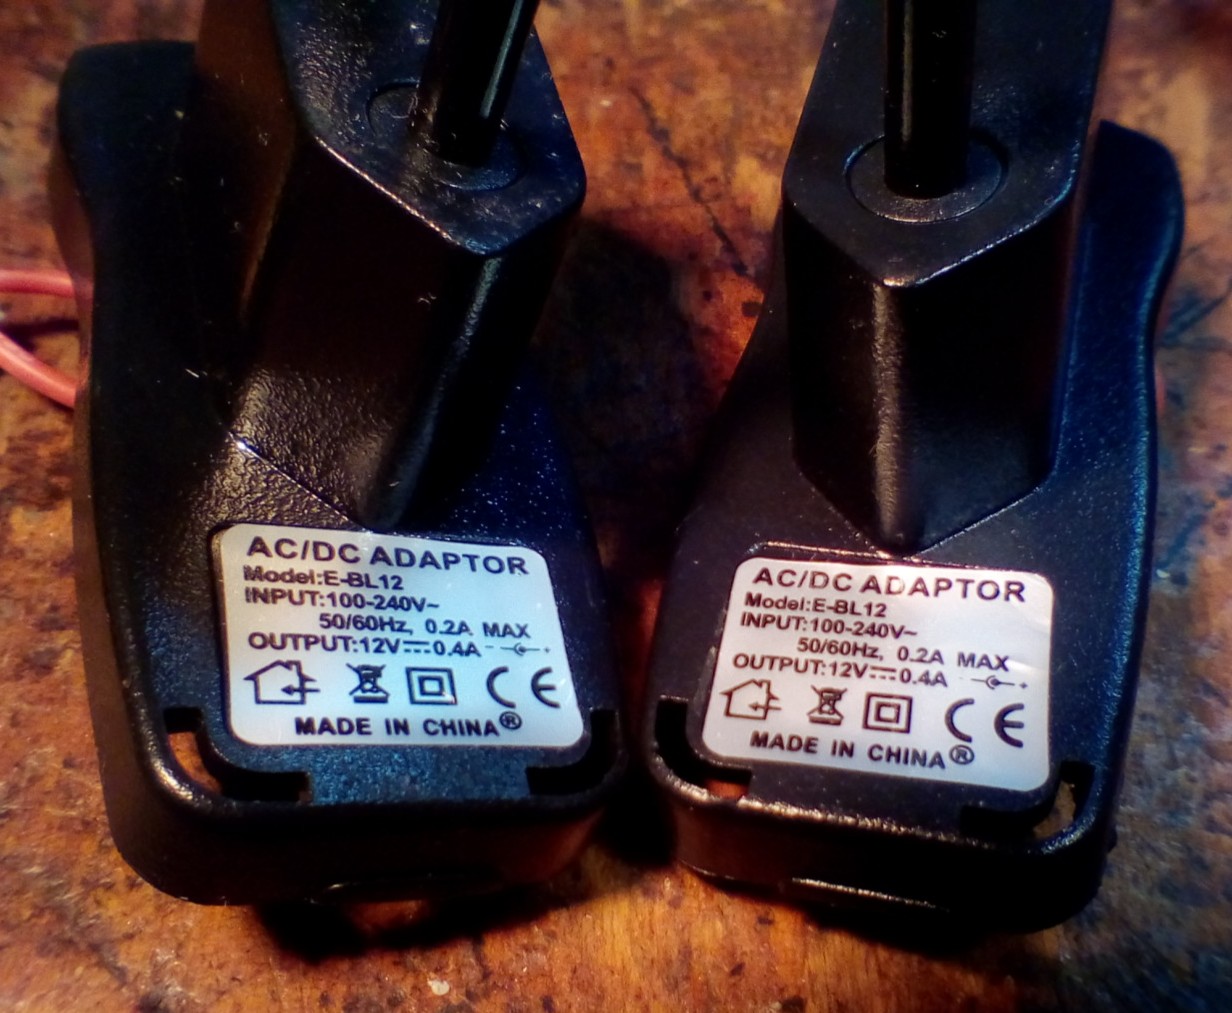 AC/DC ADAPTOR
Model:E-BL12
INPUT:100-240V~
50/60Hz, 0.2A MAX
OUTPUT:12V⎓0.4A
CE
MADE IN CHINA®
AC/DC ADAPTOR
Model:E-BL12
INPUT:100-240V~
50/60Hz, 0.2A MAX
OUTPUT:12V⎓0.4A
CE
MADE IN CHINA®